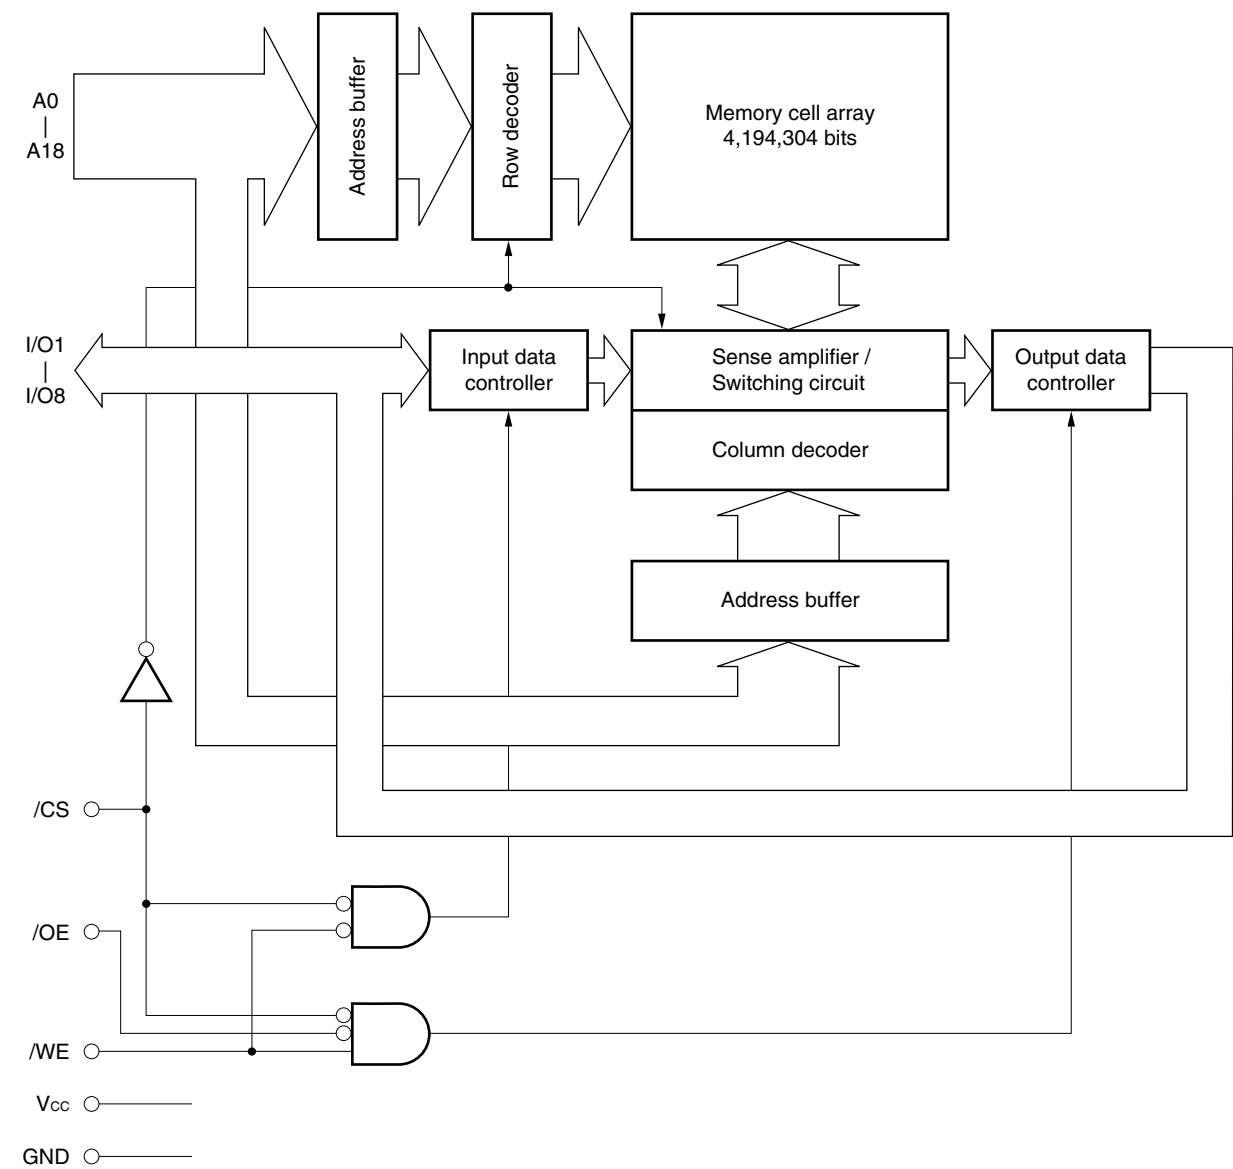 A0
|
A18
Address buffer
Row decoder
Memory cell array
4,194,304 bits
I/O1
|
I/O8
Input data
controller
Sense amplifier /
Switching circuit
Output data
controller
Column decoder
Address buffer
/CS
/OE
/WE
VCC
GND